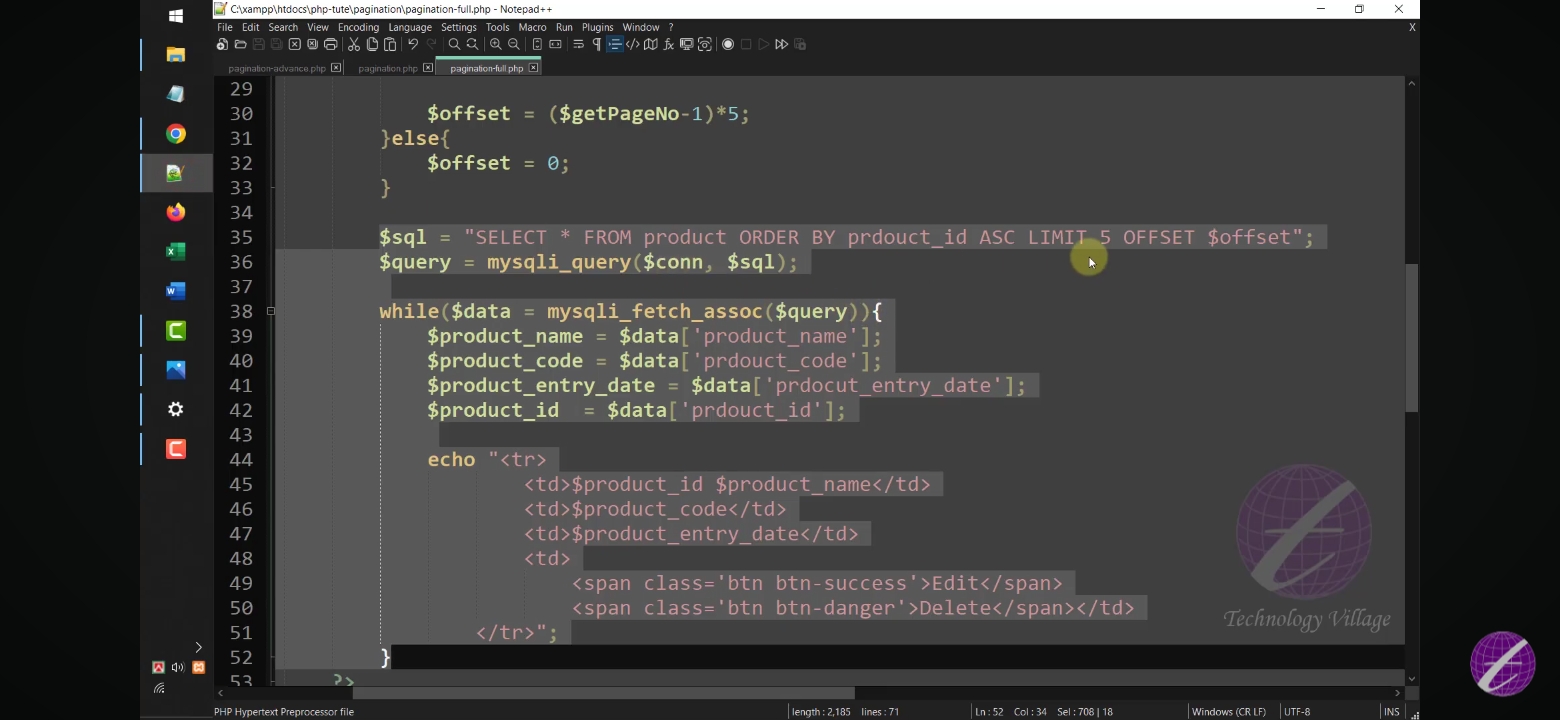 C:\xampp\htdocs\php-tute\pagination\pagination-full.php - Notepad++
File Edit Search View Encoding Language Settings Tools Macro Run Plugins Window ? X
pagination-advance.php pagination.php pagination-full.php
29
30 $offset = ($getPageNo-1)*5;
31 }else{
32 $offset = 0;
33 }
34
35 $sql = "SELECT * FROM product ORDER BY prdouct_id ASC LIMIT 5 OFFSET $offset";
36 $query = mysqli_query($conn, $sql);
37
38 while($data = mysqli_fetch_assoc($query)){
39 $product_name = $data['product_name'];
40 $product_code = $data['prdouct_code'];
41 $product_entry_date = $data['prdocut_entry_date'];
42 $product_id = $data['prdouct_id'];
43
44 echo "<tr>
45 <td>$product_id $product_name</td>
46 <td>$product_code</td>
47 <td>$product_entry_date</td>
48 <td>
49 <span class='btn btn-success'>Edit</span>
50 <span class='btn btn-danger'>Delete</span></td>
51 </tr>";
52 }
53 ?>
Technology Village
PHP Hypertext Preprocessor file length : 2,185 lines : 71 Ln : 52 Col : 34 Sel : 708 | 18 Windows (CR LF) UTF-8 INS